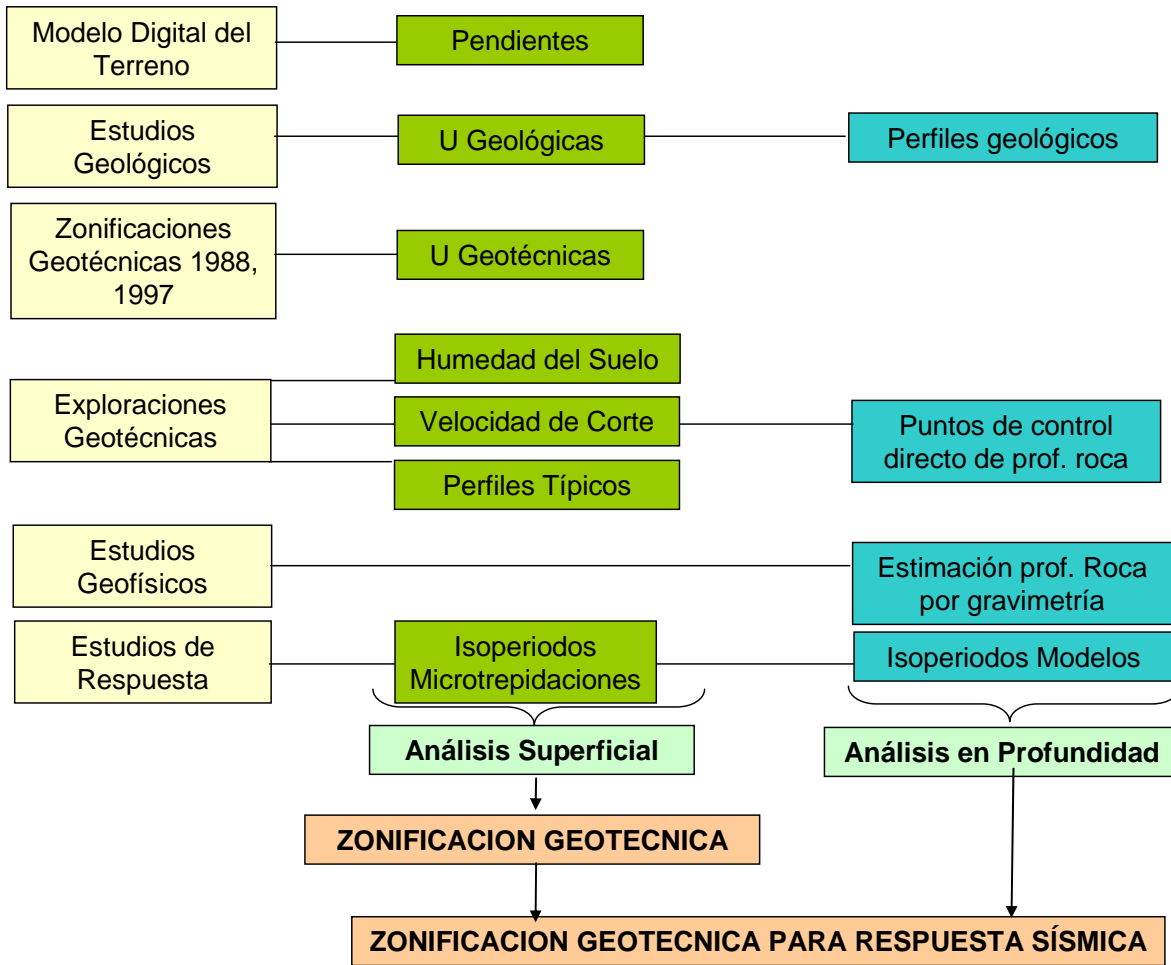 Modelo Digital del
Terreno
Pendientes
Estudios
Geológicos
U Geológicas
Perfiles geológicos
Zonificaciones
Geotécnicas 1988,
1997
U Geotécnicas
Humedad del Suelo
Exploraciones
Geotécnicas
Velocidad de Corte
Puntos de control
directo de prof. roca
Perfiles Típicos
Estudios
Geofísicos
Estimación prof. Roca
por gravimetría
Estudios de
Respuesta
Isoperiodos
Microtrepidaciones
Isoperiodos Modelos
Análisis Superficial
Análisis en Profundidad
ZONIFICACION GEOTECNICA
ZONIFICACION GEOTECNICA PARA RESPUESTA SÍSMICA